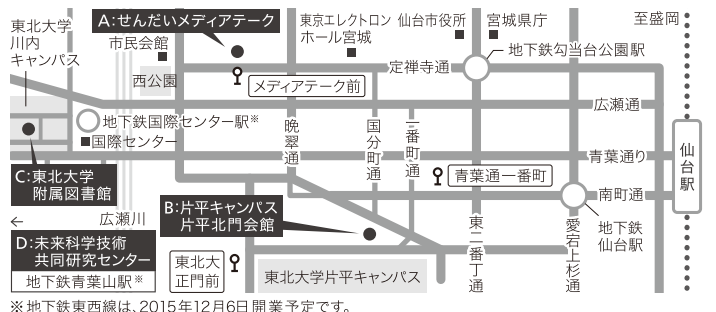 東北大学
川内
キャンパス
A：せんだいメディアテーク
市民会館
西公園
メディアテーク前
東京エレクトロン
ホール宮城
仙台市役所
宮城県庁
至盛岡
地下鉄勾当台公園駅
定禅寺通
広瀬通
地下鉄国際センター駅※
国際センター
晩翠通
国分町通
一番町通
青葉通り
青葉通一番町
仙台駅
南町通
C：東北大学
附属図書館
広瀬川
B：片平キャンパス
片平北門会館
地下鉄
仙台駅
東二番丁通
愛宕上杉通
←
D：未来科学技術
共同研究センター
地下鉄青葉山駅※
東北大
正門前
東北大学片平キャンパス
※地下鉄東西線は、2015年12月6日開業予定です。